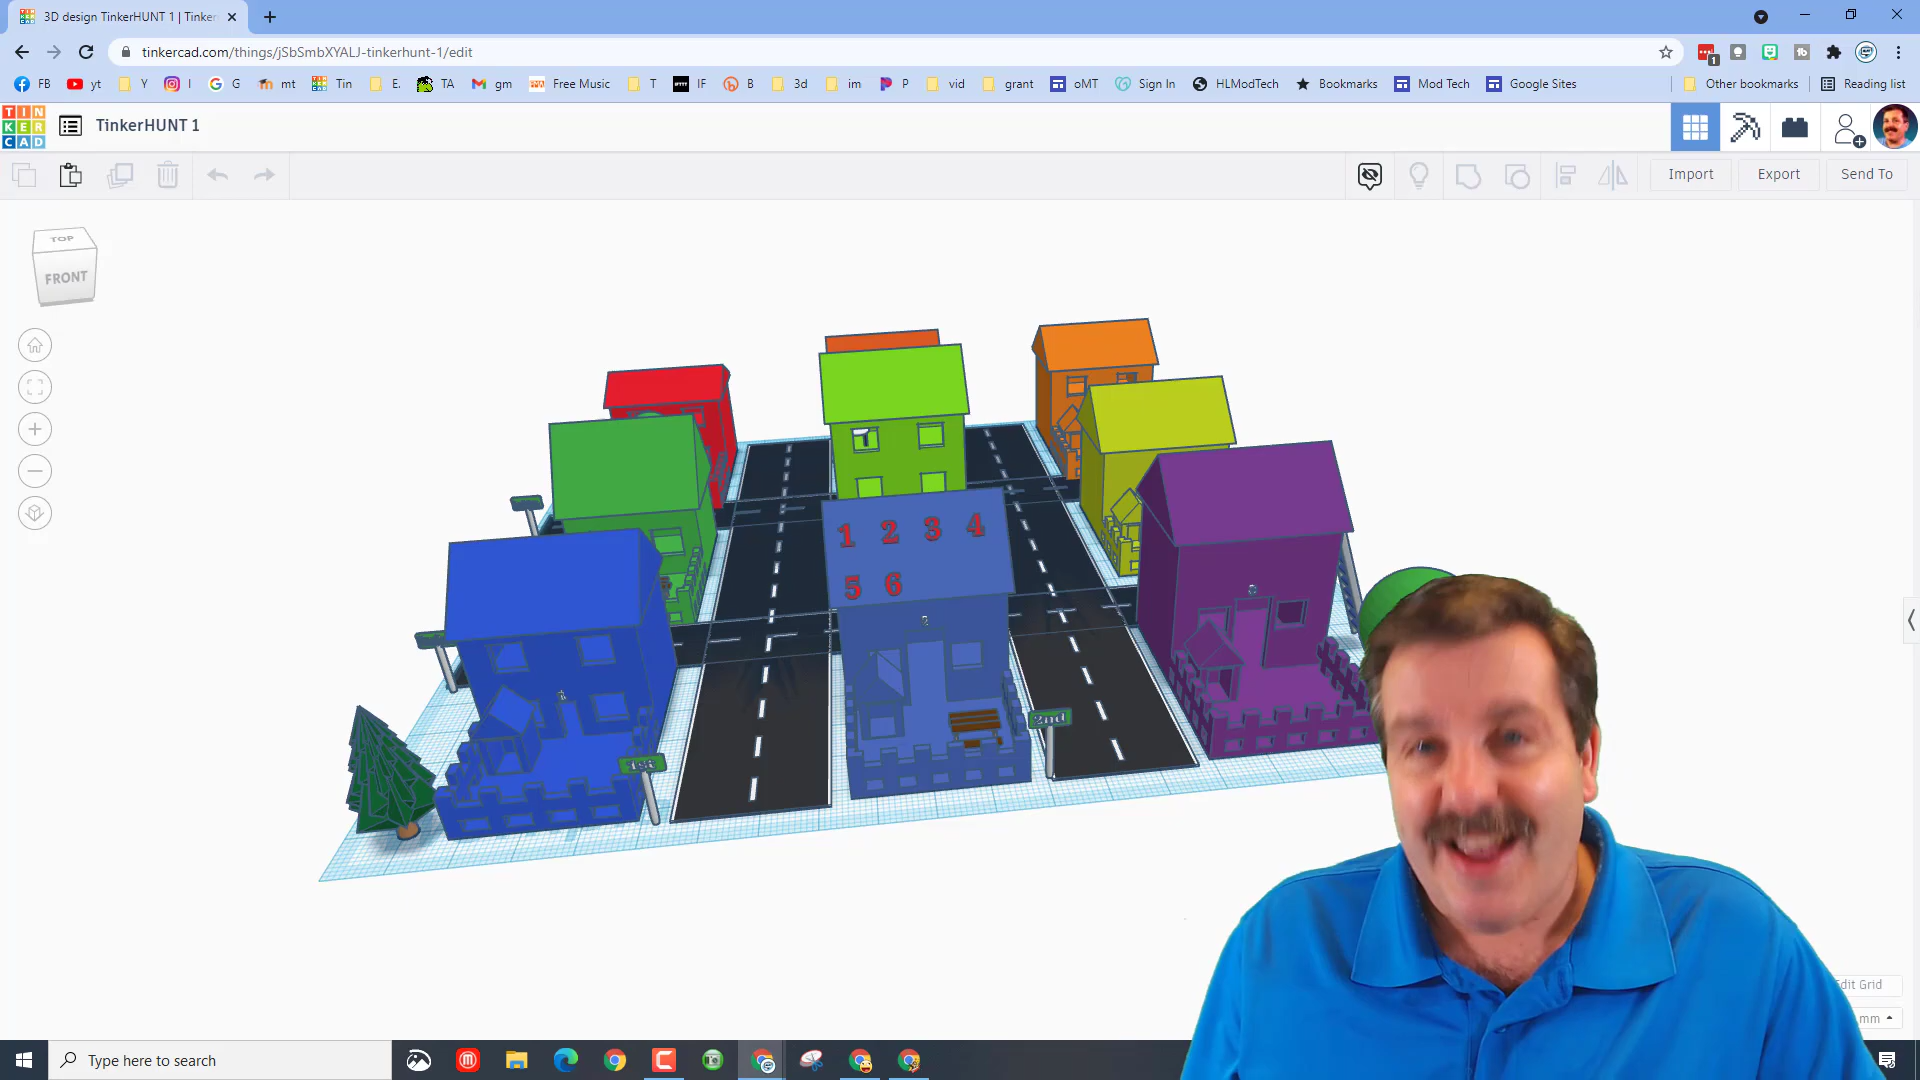 3D design TinkerHUNT 1 | Tinker
tinkercad.com/things/jSbSmbXYALJ-tinkerhunt-1/edit
1
FB yt Y I G mt Tin E. TA gm Free Music T IF B 3d im P vid grant oMT Sign In HLModTech Bookmarks Mod Tech Google Sites Other bookmarks Reading list
TIN
KER
CAD
TinkerHUNT 1
Import Export Send To
TOP
FRONT
1 2 3 4
5 6
2nd
1st
Edit Grid
mm
Type here to search